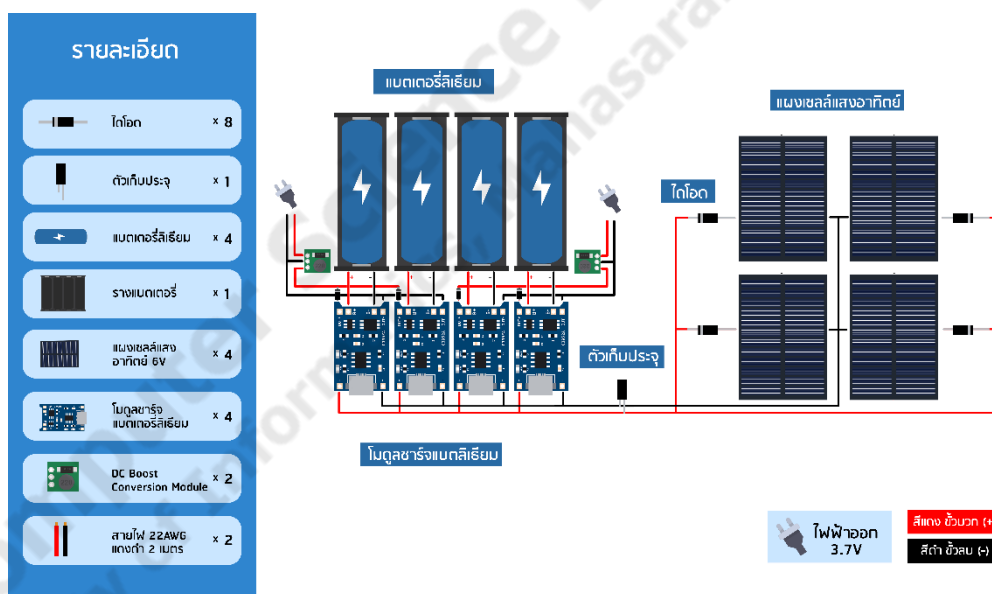 รายละเอียด
ไดโอด × 8
ตัวเก็บประจุ × 1
แบตเตอรี่ลิเธียม × 4
รางแบตเตอรี่ × 1
แผงเซลล์แสง
อาทิตย์ 6V × 4
โมดูลชาร์จ
แบตเตอรี่ลิเธียม × 4
DC Boost
Conversion Module × 2
สายไฟ 22AWG
แดงดำ 2 เมตร × 2
แบตเตอรี่ลิเธียม
แผงเซลล์แสงอาทิตย์
ไดโอด
ตัวเก็บประจุ
โมดูลชาร์จแบตลิเธียม
ไฟฟ้าออก
3.7V
สีแดง ขั้วบวก (+
สีดำ ขั้วลบ (-)
Computer Science
of Informatics, Mahasara